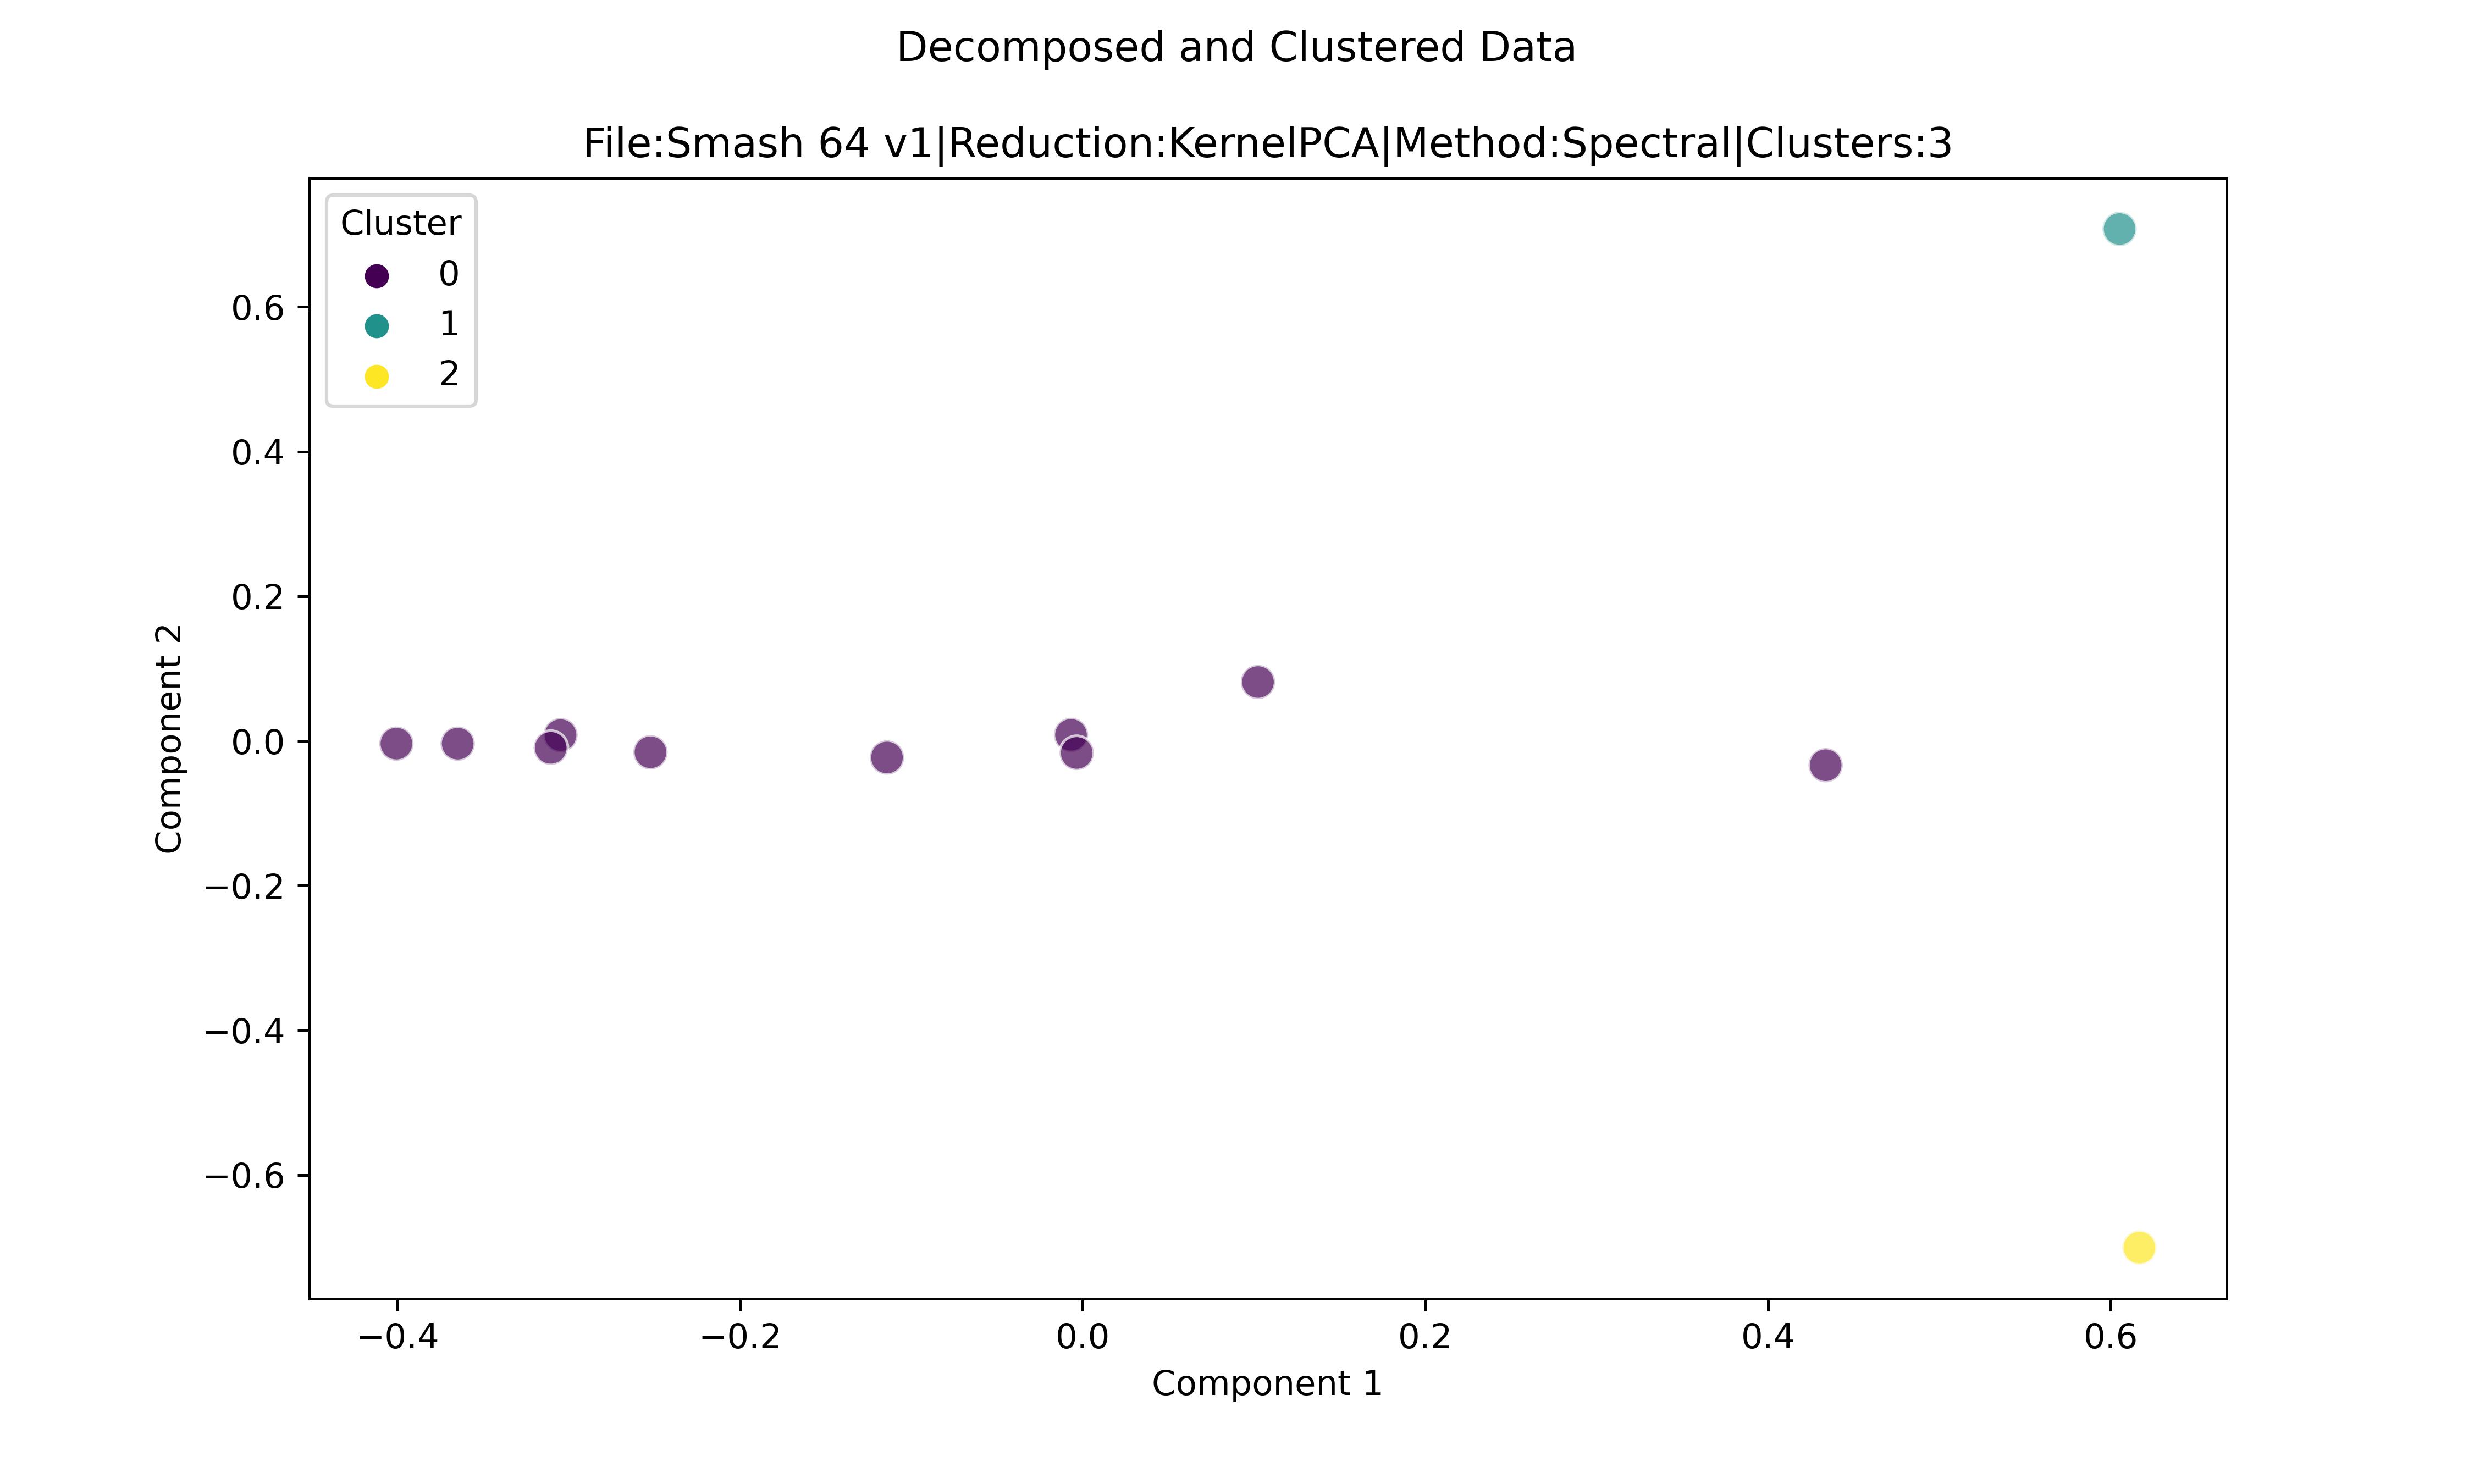 Decomposed and Clustered Data
File:Smash 64 v1|Reduction:KernelPCA|Method:Spectral|Clusters:3
Cluster
0
1
2
0.6
0.4
0.2
0.0
−0.2
−0.4
−0.6
Component 2
−0.4 −0.2 0.0 0.2 0.4 0.6
Component 1